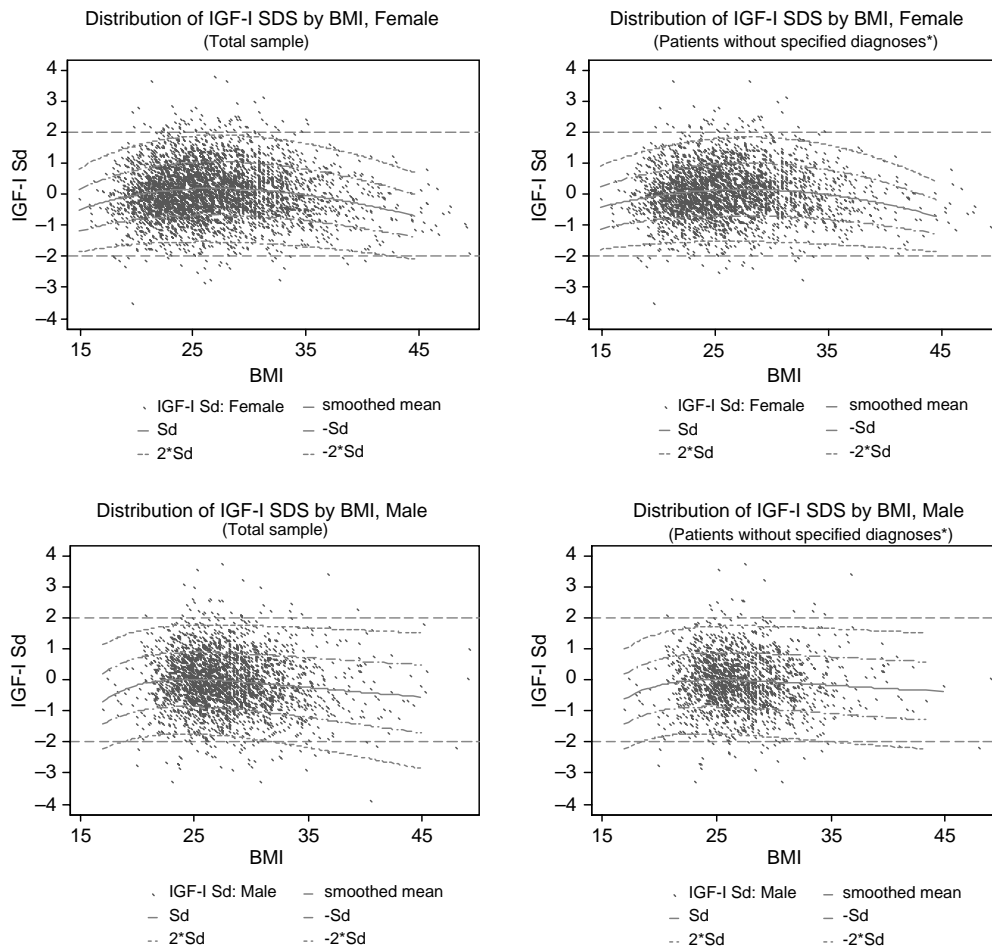 Distribution of IGF-I SDS by BMI, Female
(Total sample)
4
3
2
1
0
–1
–2
–3
–4
IGF-I Sd
15 25 35 45
BMI
IGF-I Sd: Female smoothed mean
Sd -Sd
2*Sd -2*Sd
Distribution of IGF-I SDS by BMI, Female
(Patients without specified diagnoses*)
4
3
2
1
0
–1
–2
–3
–4
IGF-I Sd
15 25 35 45
BMI
IGF-I Sd: Female smoothed mean
Sd -Sd
2*Sd -2*Sd
Distribution of IGF-I SDS by BMI, Male
(Total sample)
4
3
2
1
0
–1
–2
–3
–4
IGF-I Sd
15 25 35 45
BMI
IGF-I Sd: Male smoothed mean
Sd -Sd
2*Sd -2*Sd
Distribution of IGF-I SDS by BMI, Male
(Patients without specified diagnoses*)
4
3
2
1
0
–1
–2
–3
–4
IGF-I Sd
15 25 35 45
BMI
IGF-I Sd: Male smoothed mean
Sd -Sd
2*Sd -2*Sd